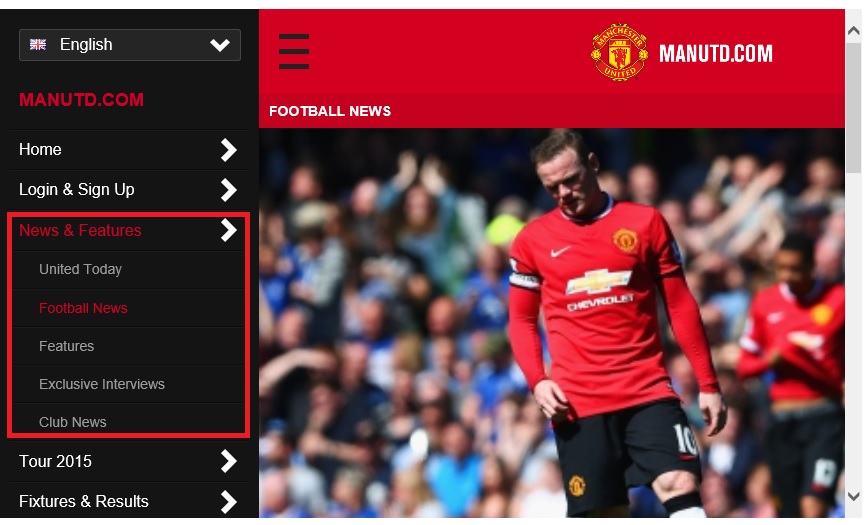 English
MANUTD.COM
Home
Login & Sign Up
News & Features
United Today
Football News
Features
Exclusive Interviews
Club News
Tour 2015
Fixtures & Results
MANCHESTER
UNITED
MANUTD.COM
FOOTBALL NEWS
CHEVROLET
10